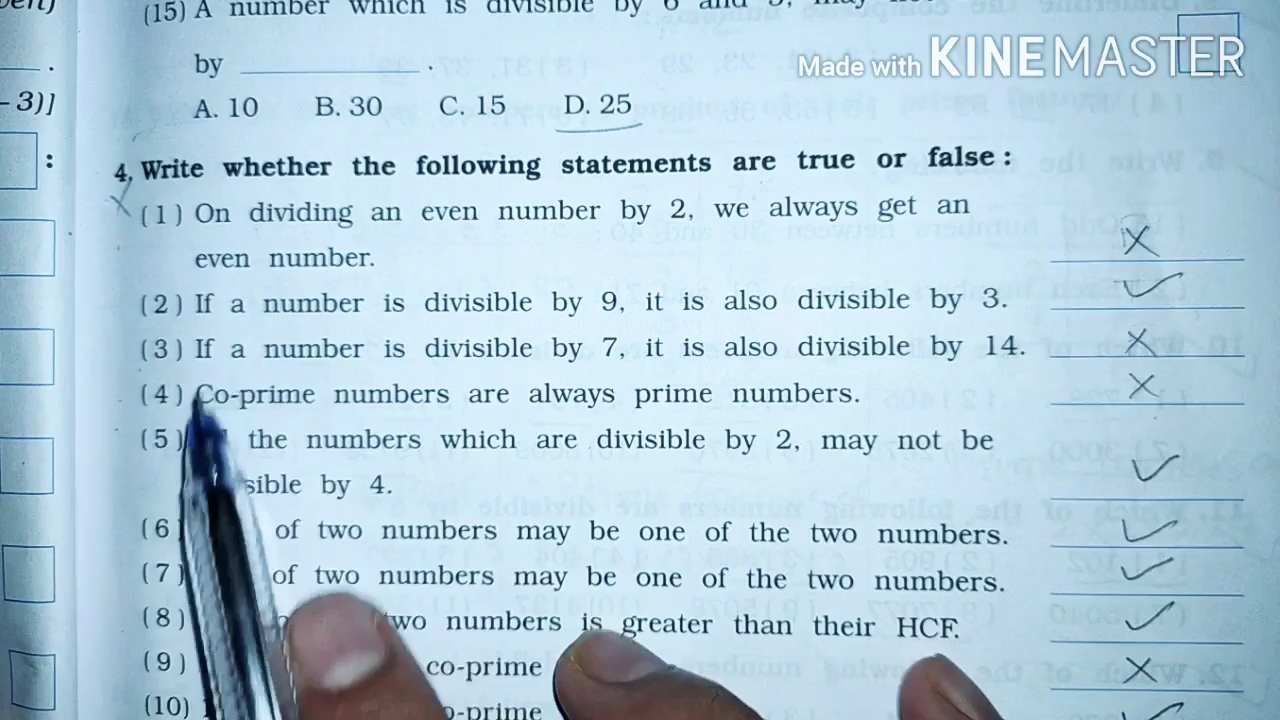 (15) A number which is divisible by 6 and 5, may not
by ____________ .
Made with KINEMASTER
- 3)]
A. 10 B. 30 C. 15 D. 25
:
4. Write whether the following statements are true or false :
(1) On dividing an even number by 2, we always get an
even number.
(2) If a number is divisible by 9, it is also divisible by 3.
(3) If a number is divisible by 7, it is also divisible by 14.
(4) Co-prime numbers are always prime numbers.
(5) the numbers which are divisible by 2, may not be
sible by 4.
(6 of two numbers may be one of the two numbers.
(7) of two numbers may be one of the two numbers.
(8) two numbers is greater than their HCF.
(9) co-prime
(10) o-prime